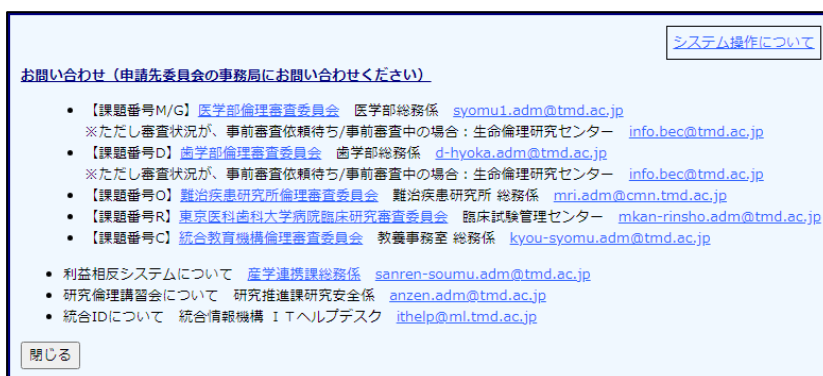 システム操作について
お問い合わせ（申請先委員会の事務局にお問い合わせください）
• 【課題番号M/G】医学部倫理審査委員会　医学部総務係　syomu1.adm@tmd.ac.jp
※ただし審査状況が、事前審査依頼待ち/事前審査中の場合：生命倫理研究センター　info.bec@tmd.ac.jp
• 【課題番号D】歯学部倫理審査委員会　歯学部総務係　d-hyoka.adm@tmd.ac.jp
※ただし審査状況が、事前審査依頼待ち/事前審査中の場合：生命倫理研究センター　info.bec@tmd.ac.jp
• 【課題番号O】難治疾患研究所倫理審査委員会　難治疾患研究所 総務係　mri.adm@cmn.tmd.ac.jp
• 【課題番号R】東京医科歯科大学病院臨床研究審査委員会　臨床試験管理センター　mkan-rinsho.adm@tmd.ac.jp
• 【課題番号C】統合教育機構倫理審査委員会　教養事務室 総務係　kyou-syomu.adm@tmd.ac.jp
• 利益相反システムについて　産学連携課総務係　sanren-soumu.adm@tmd.ac.jp
• 研究倫理講習会について　研究推進課研究安全係　anzen.adm@tmd.ac.jp
• 統合IDについて　統合情報機構 ＩＴヘルプデスク　ithelp@ml.tmd.ac.jp
閉じる